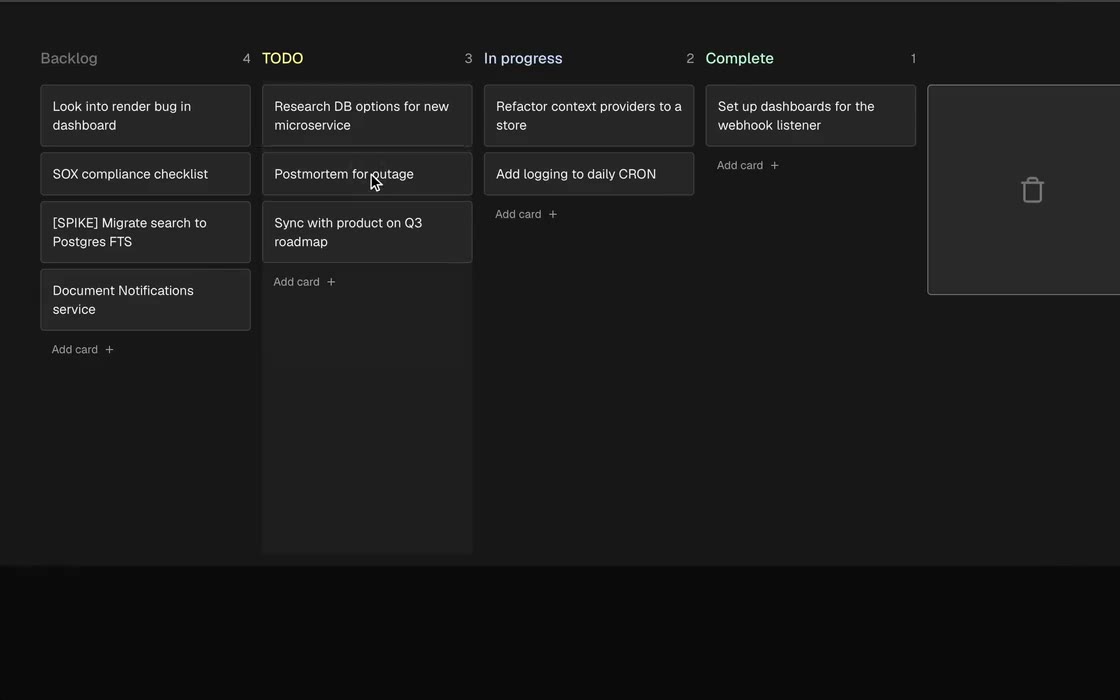 Backlog 4
Look into render bug in
dashboard
SOX compliance checklist
[SPIKE] Migrate search to
Postgres FTS
Document Notifications
service
Add card +
TODO 3
Research DB options for new
microservice
Postmortem for outage
Sync with product on Q3
roadmap
Add card +
In progress 2
Refactor context providers to a
store
Add logging to daily CRON
Add card +
Complete 1
Set up dashboards for the
webhook listener
Add card +